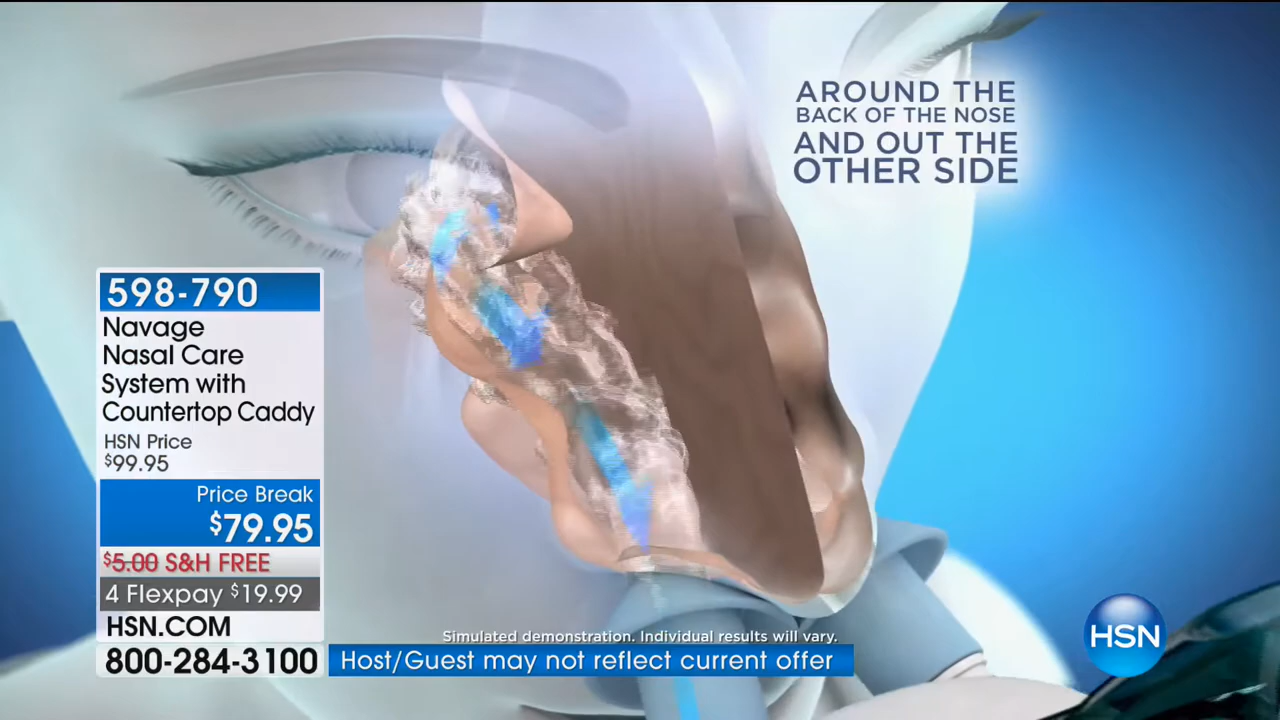 AROUND THE
BACK OF THE NOSE
AND OUT THE
OTHER SIDE
598-790
Navage
Nasal Care
System with
Countertop Caddy
HSN Price
$99.95
Price Break
$79.95
$5.00 S&H FREE
4 Flexpay $19.99
HSN.COM
800-284-3100
Simulated demonstration. Individual results will vary.
Host/Guest may not reflect current offer
HSN